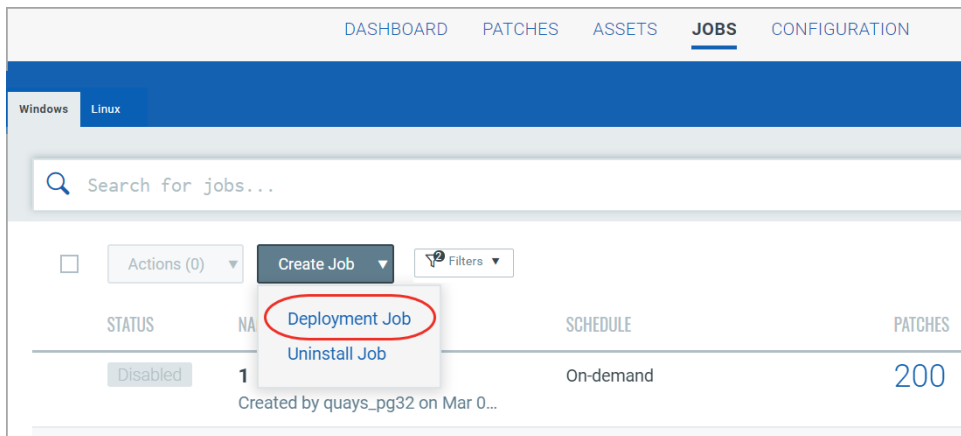 DASHBOARD PATCHES ASSETS JOBS CONFIGURATION
Windows Linux
Search for jobs...
Actions (0) Create Job 2 Filters
Deployment Job
Uninstall Job
STATUS NA SCHEDULE PATCHES
Disabled 1 On-demand 200
Created by quays_pg32 on Mar 0...